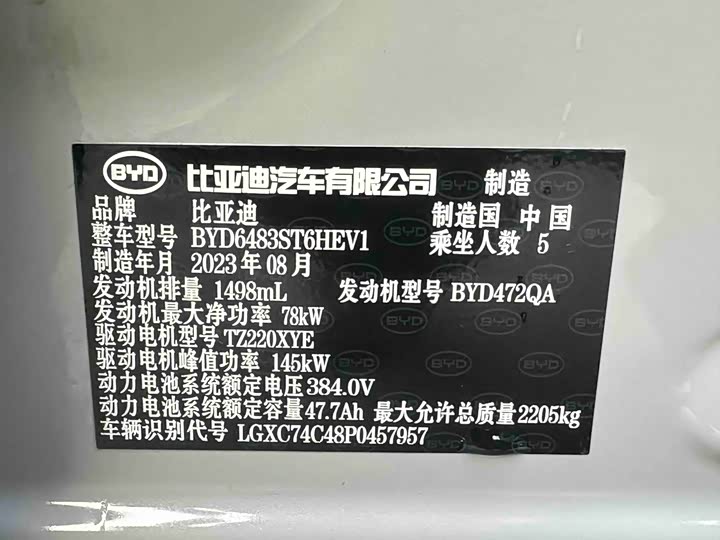 BYD 比亚迪汽车有限公司 制造
品牌 比亚迪 制造国 中国
整车型号 BYD6483ST6HEV1 乘坐人数 5
制造年月 2023年08月
发动机排量 1498mL 发动机型号 BYD472QA
发动机最大净功率 78kW
驱动电机型号 TZ220XYE
驱动电机峰值功率 145kW
动力电池系统额定电压 384.0V
动力电池系统额定容量 47.7Ah 最大允许总质量 2205kg
车辆识别代号 LGXC74C48P0457957